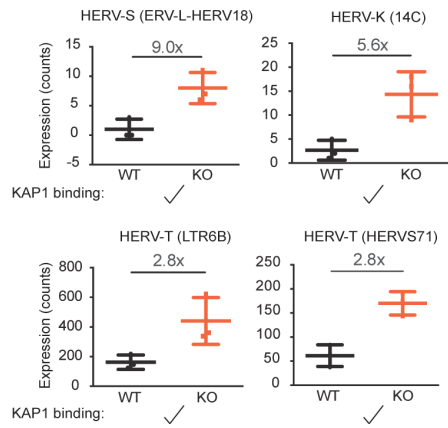 HERV-S (ERV-L-HERV18)
9.0x
Expression (counts)
15
10
5
0
-5
WT KO
KAP1 binding: ✓
HERV-K (14C)
5.6x
25
20
15
10
5
0
WT KO
✓
HERV-T (LTR6B)
2.8x
Expression (counts)
800
600
400
200
0
WT KO
KAP1 binding: ✓
HERV-T (HERVS71)
2.8x
250
200
150
100
50
0
WT KO
✓